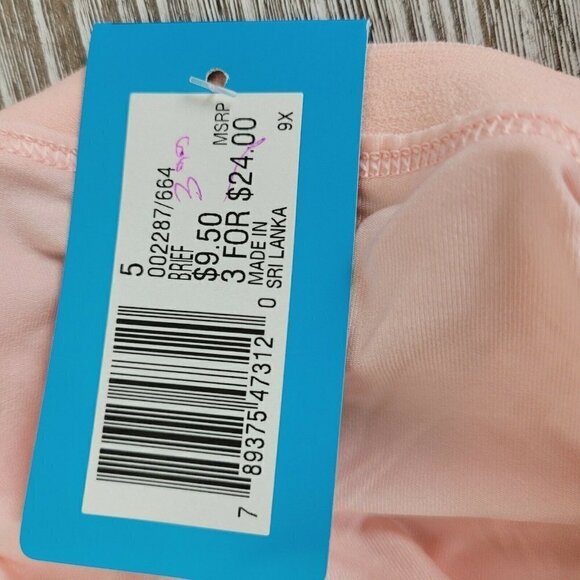 5
002287/664
BRIEF
$9.50 MSRP
3 FOR $24.00
MADE IN
SRI LANKA 9X
7 89375 47312 0